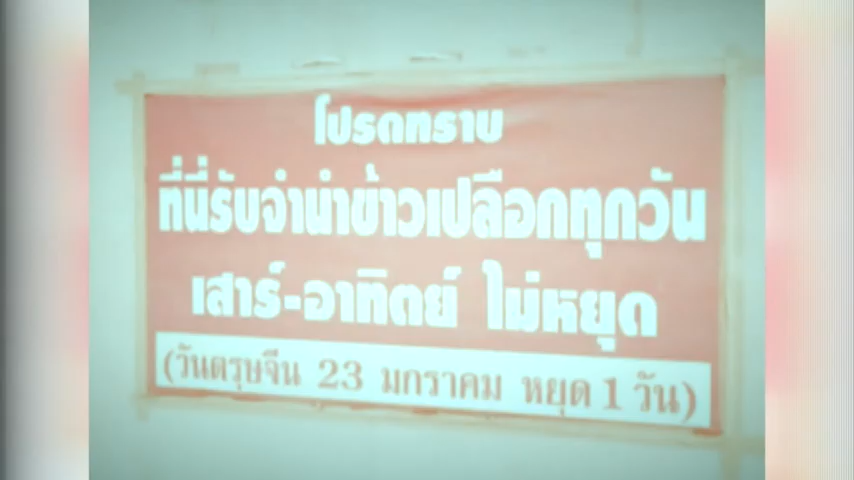 โปรดทราบ
ที่นี่รับจำนำข้าวเปลือกทุกวัน
เสาร์-อาทิตย์ ไม่หยุด
(วันตรุษจีน 23 มกราคม หยุด 1 วัน)